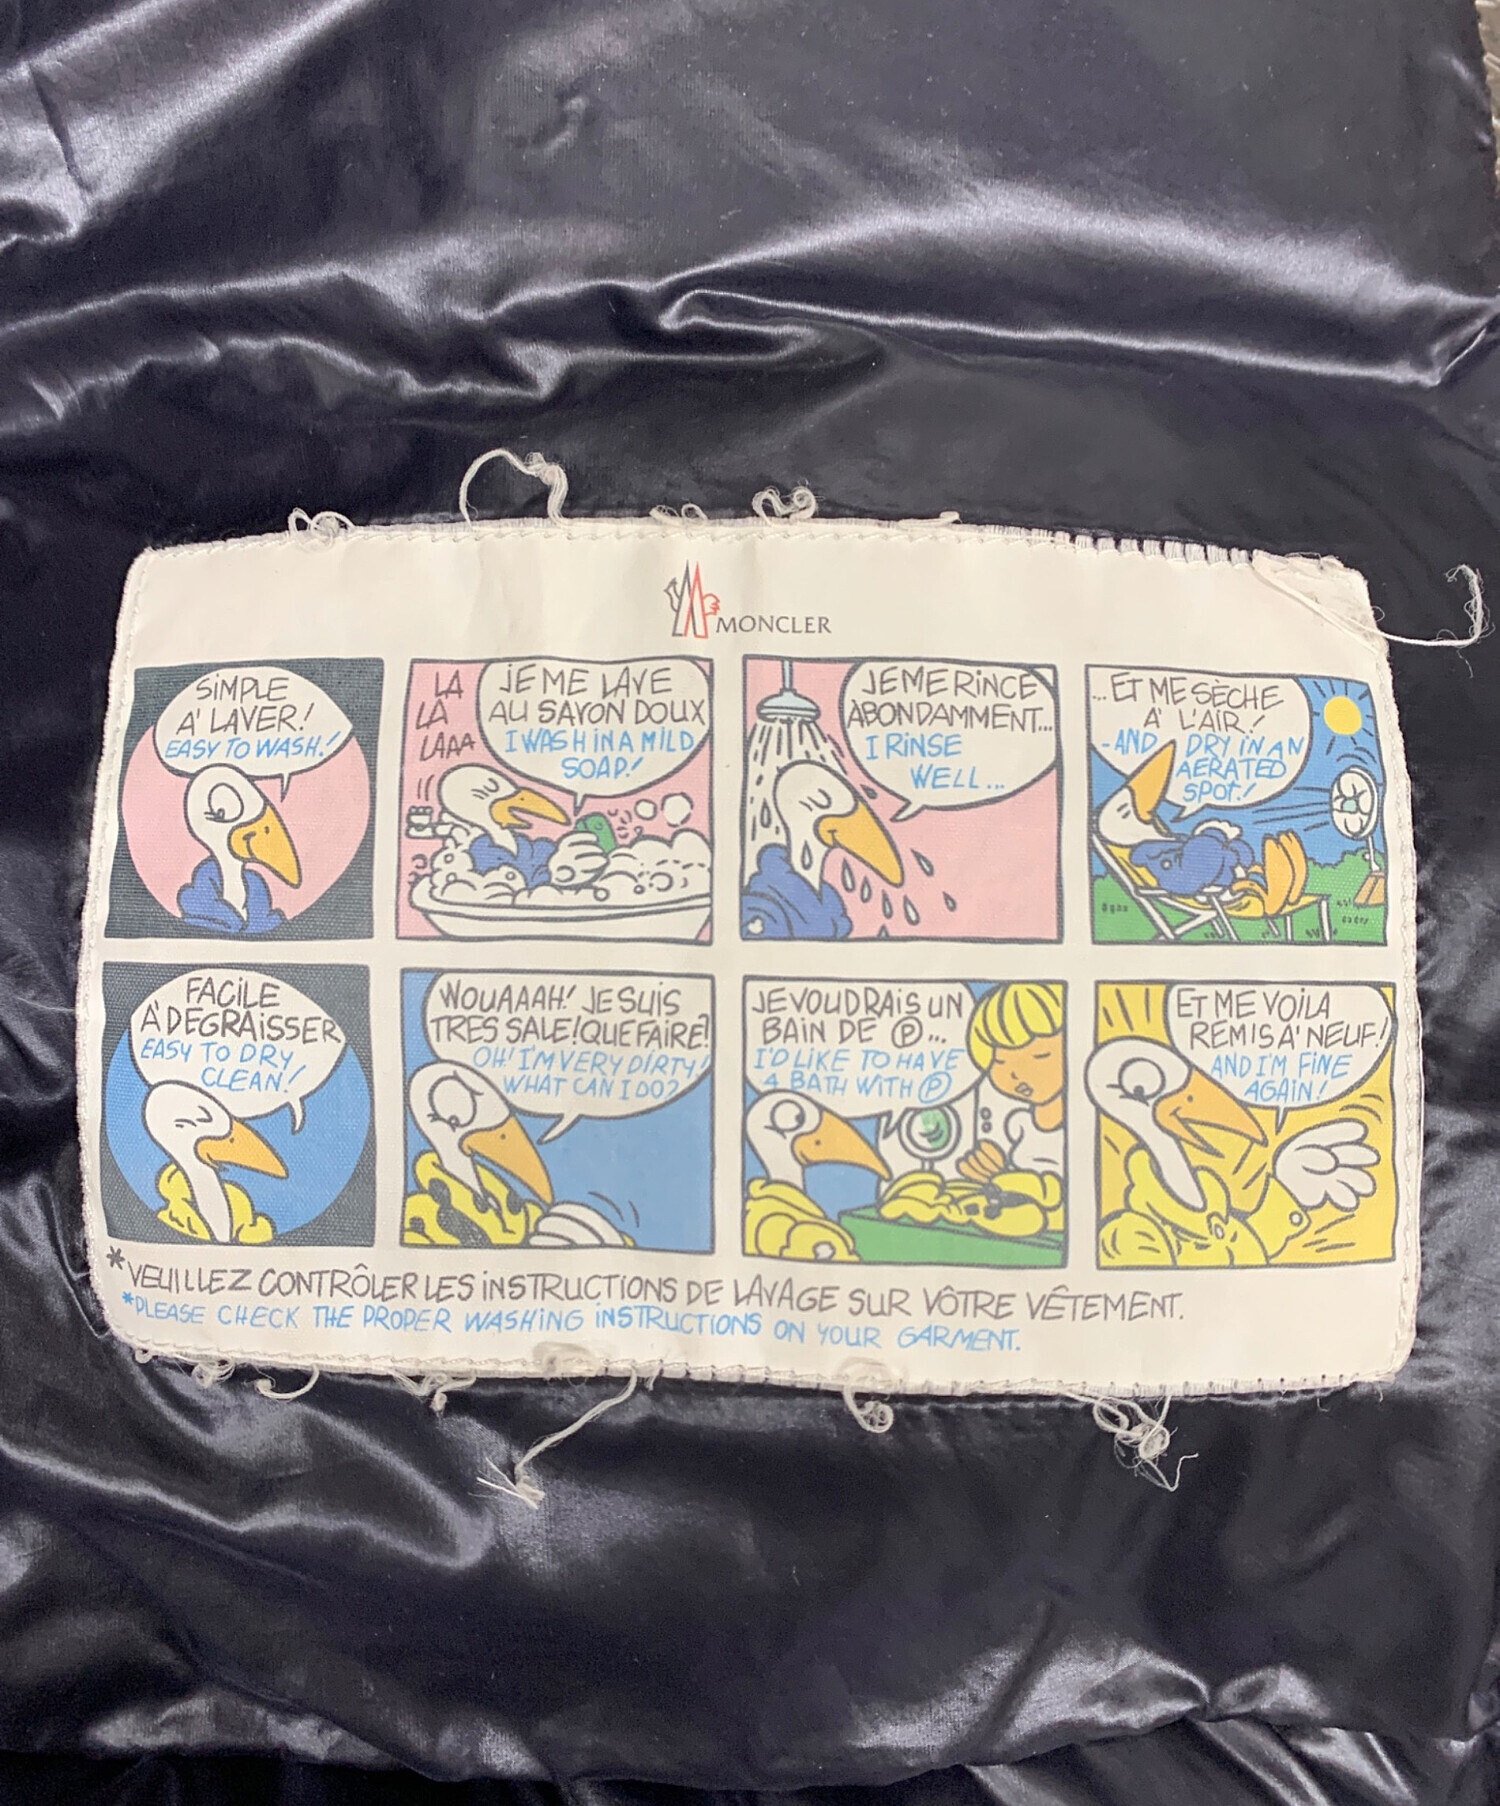 MONCLER
SiMPLE
A' LAVER!
EASY TO WASH!
LA
LA
LAAA
JE ME LAVE
AU SAVON DOUX
I WASH iN A MiLD
SOAP!
JE ME RiNCE
ÀBONDAMMENT...
I RiNSE
WELL...
...ET ME SÈCHE
A' L'AiR!
-AND DRY iN AN
AERATED
SPOT!
FACiLE
A' DEGRAiSSER
EASY TO DRY
CLEAN!
WOUAAAH! JE SUiS
TRES SALE! QUE FAiRE?
OH! I'M VERY DiRTY!
WHAT CAN I DO?
JE VOUDRAiS UN
BAiN DE Ⓟ...
I'D LiKE TO HAVE
A BATH WiTH Ⓟ
ET ME VOiLA
REMiS A' NEUF!
AND I'M FiNE
AGAiN!
*VEUiLLEZ CONTRÔLER LES iNSTRUCTiONS DE LAVAGE SUR VÔTRE VÊTEMENT.
*PLEASE CHECK THE PROPER WASHiNG iNSTRUCTiONS ON YOUR GARMENT.